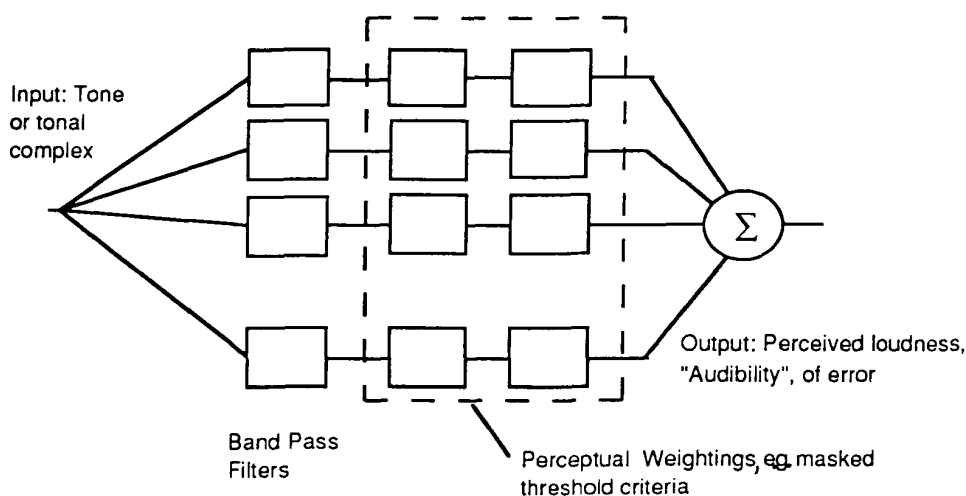 Input: Tone
or tonal
complex
Σ
Output: Perceived loudness,
"Audibility", of error
Band Pass
Filters
Perceptual Weightings, eg. masked
threshold criteria